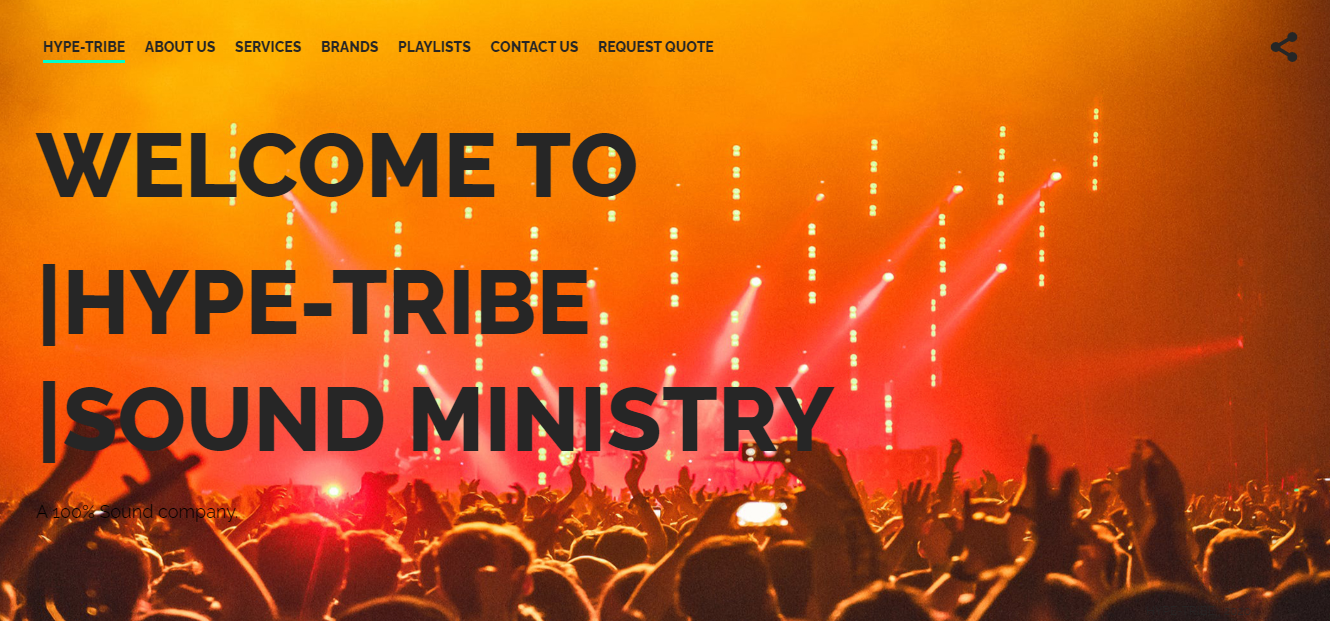 HYPE-TRIBE ABOUT US SERVICES BRANDS PLAYLISTS CONTACT US REQUEST QUOTE
WELCOME TO
|HYPE-TRIBE
|SOUND MINISTRY
A 100% Sound company.